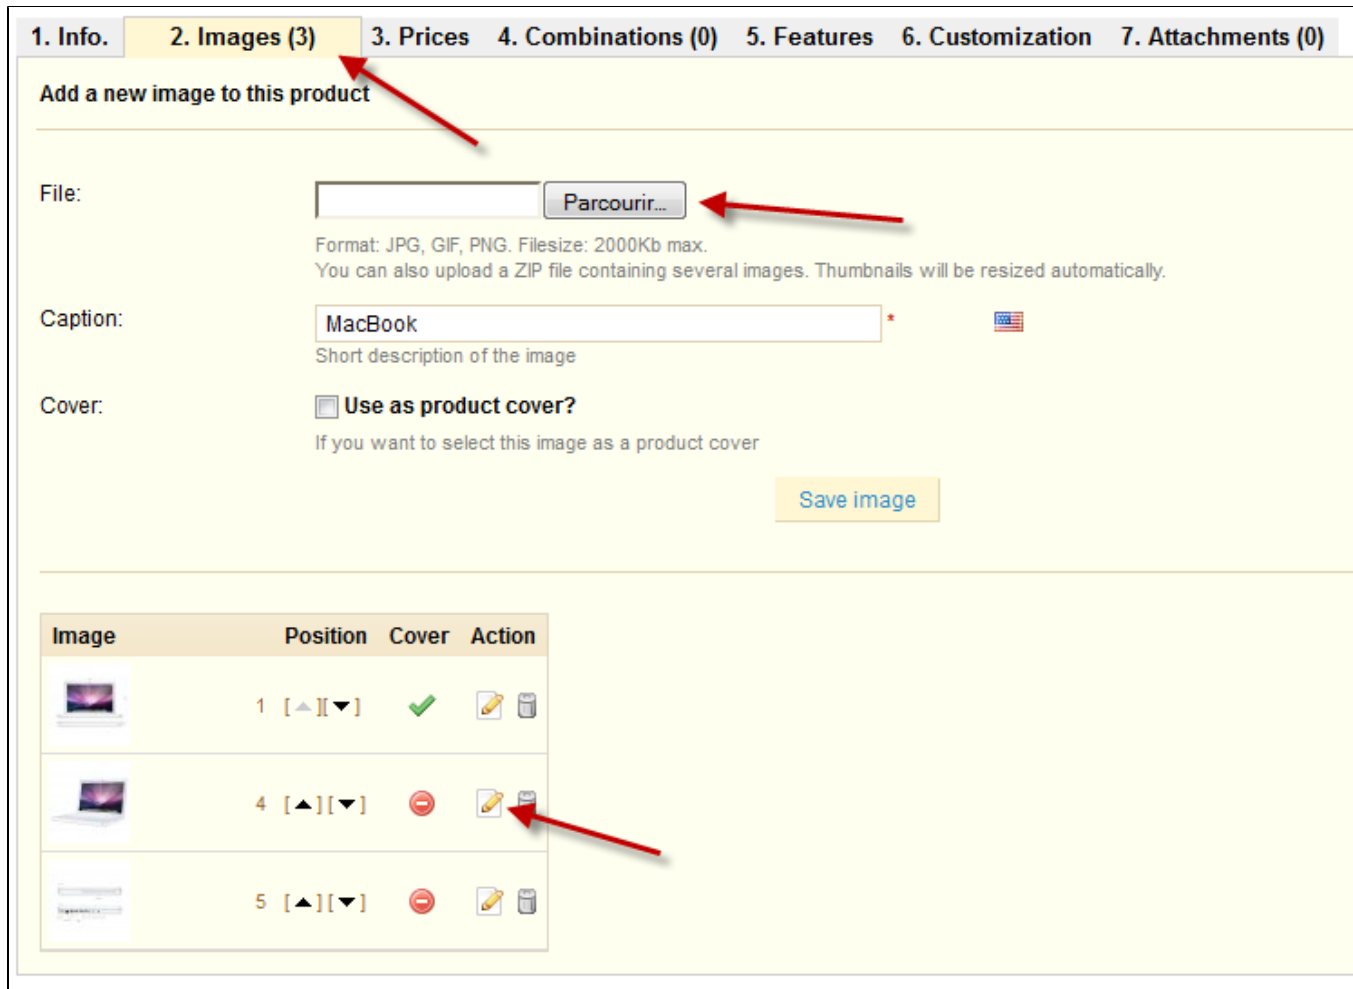 1. Info. 2. Images (3) 3. Prices 4. Combinations (0) 5. Features 6. Customization 7. Attachments (0)
Add a new image to this product
File: Parcourir...
Format: JPG, GIF, PNG. Filesize: 2000Kb max.
You can also upload a ZIP file containing several images. Thumbnails will be resized automatically.
Caption: MacBook *
Short description of the image
Cover: Use as product cover?
If you want to select this image as a product cover
Save image
Image Position Cover Action
1 [ ][ ]
4 [ ][ ]
5 [ ][ ]